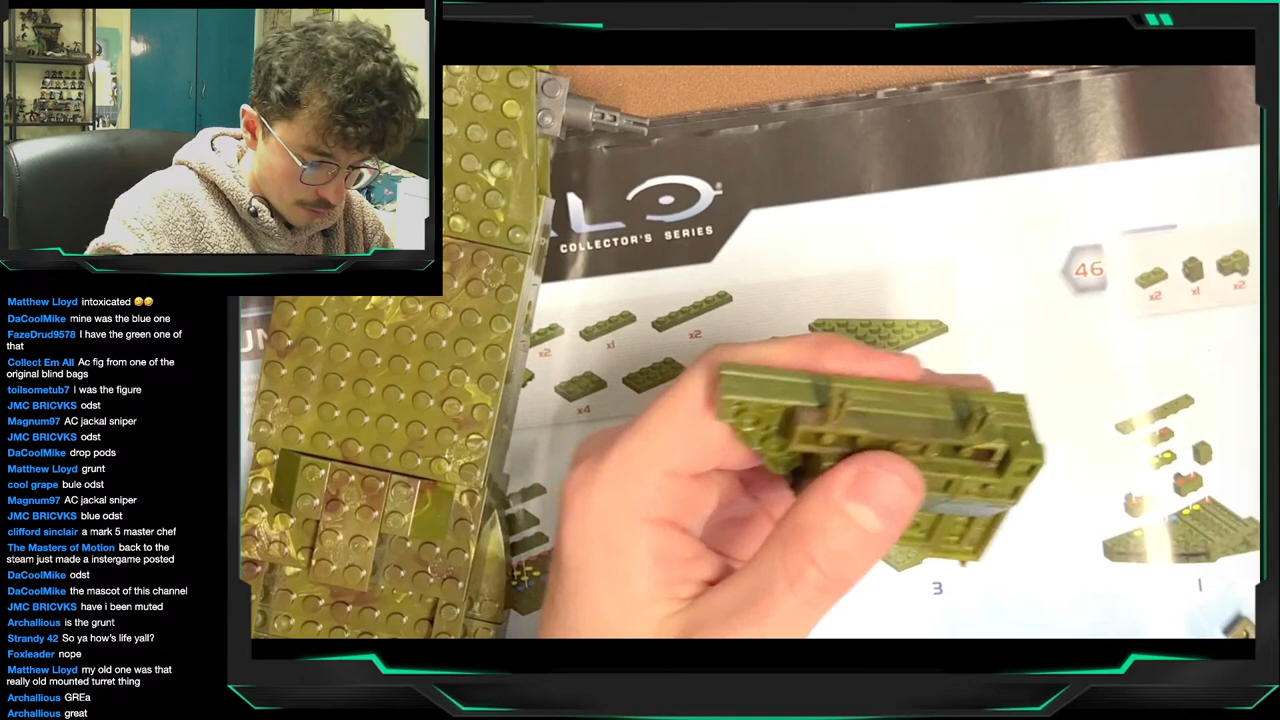 Matthew Lloyd intoxicated 🤣🤣
DaCoolMike mine was the blue one
FazeDrud9578 I have the green one of
that
Collect Em All Ac fig from one of the
original blind bags
toilsometub7 I was the figure
JMC BRICVKS odst
Magnum97 AC jackal sniper
JMC BRICVKS odst
DaCoolMike drop pods
Matthew Lloyd grunt
cool grape bule odst
Magnum97 AC jackal sniper
JMC BRICVKS blue odst
clifford sinclair a mark 5 master chef
The Masters of Motion back to the
steam just made a instergame posted
DaCoolMike odst
DaCoolMike the mascot of this channel
JMC BRICVKS have i been muted
Archallious is the grunt
Strandy 42 So ya how's life yall?
Foxleader nope
Matthew Lloyd my old one was that
really old mounted turret thing
Archallious GREa
Archallious great
LO®
COLLECTOR'S SERIES
x2
x1
x2
x4
3
46
x2
x1
x2
1